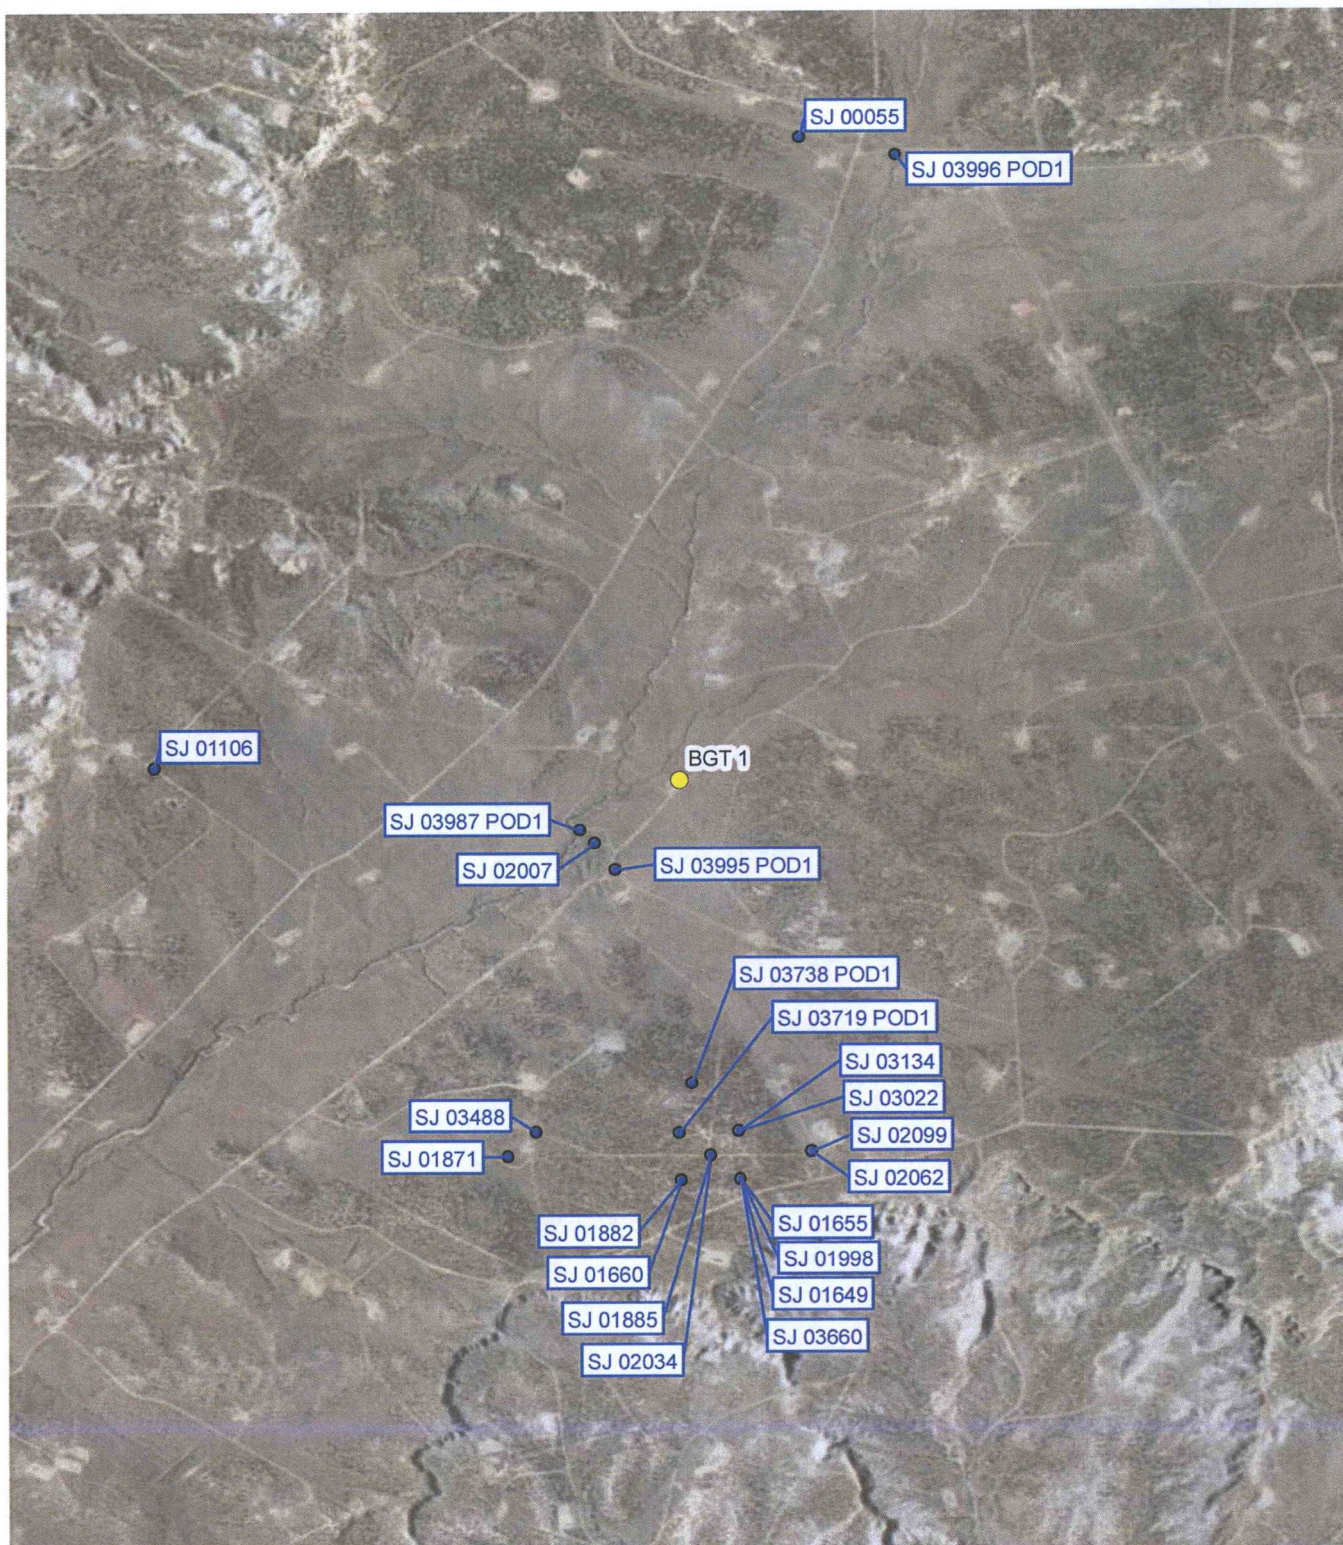 SJ 00055
SJ 03996 POD1
SJ 01106
BGT 1
SJ 03987 POD1
SJ 02007
SJ 03995 POD1
SJ 03738 POD1
SJ 03719 POD1
SJ 03134
SJ 03022
SJ 03488
SJ 02099
SJ 01871
SJ 02062
SJ 01655
SJ 01882
SJ 01998
SJ 01660
SJ 01649
SJ 01885
SJ 03660
SJ 02034